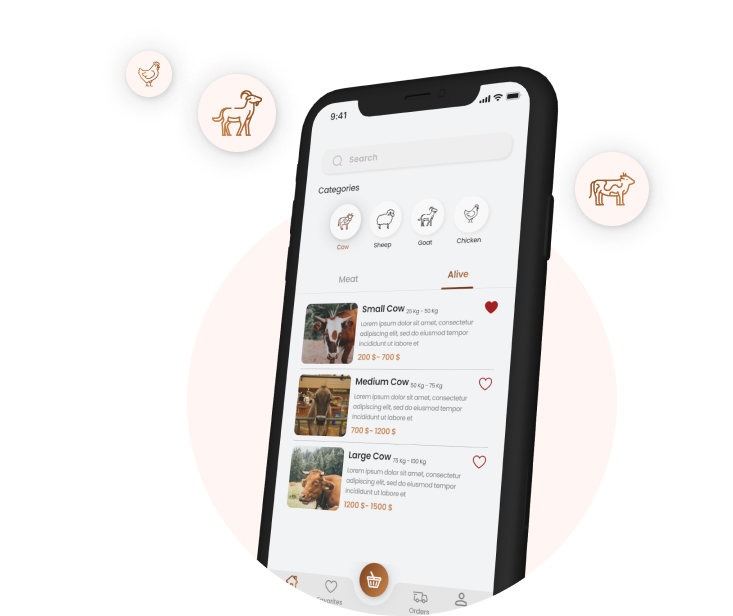 9:41
Search
Categories
Cow
Sheep
Goat
Chicken
Meat
Alive
Small Cow 25 Kg - 50 Kg
Lorem ipsum dolor sit amet, consectetur
adipiscing elit, sed do eiusmod tempor
incididunt ut labore et
200 $- 700 $
Medium Cow 50 Kg - 75 Kg
Lorem ipsum dolor sit amet, consectetur
adipiscing elit, sed do eiusmod tempor
incididunt ut labore et
700 $- 1200 $
Large Cow 75 Kg - 100 Kg
Lorem ipsum dolor sit amet, consectetur
adipiscing elit, sed do eiusmod tempor
incididunt ut labore et
1200 $- 1500 $
Favorites
Orders